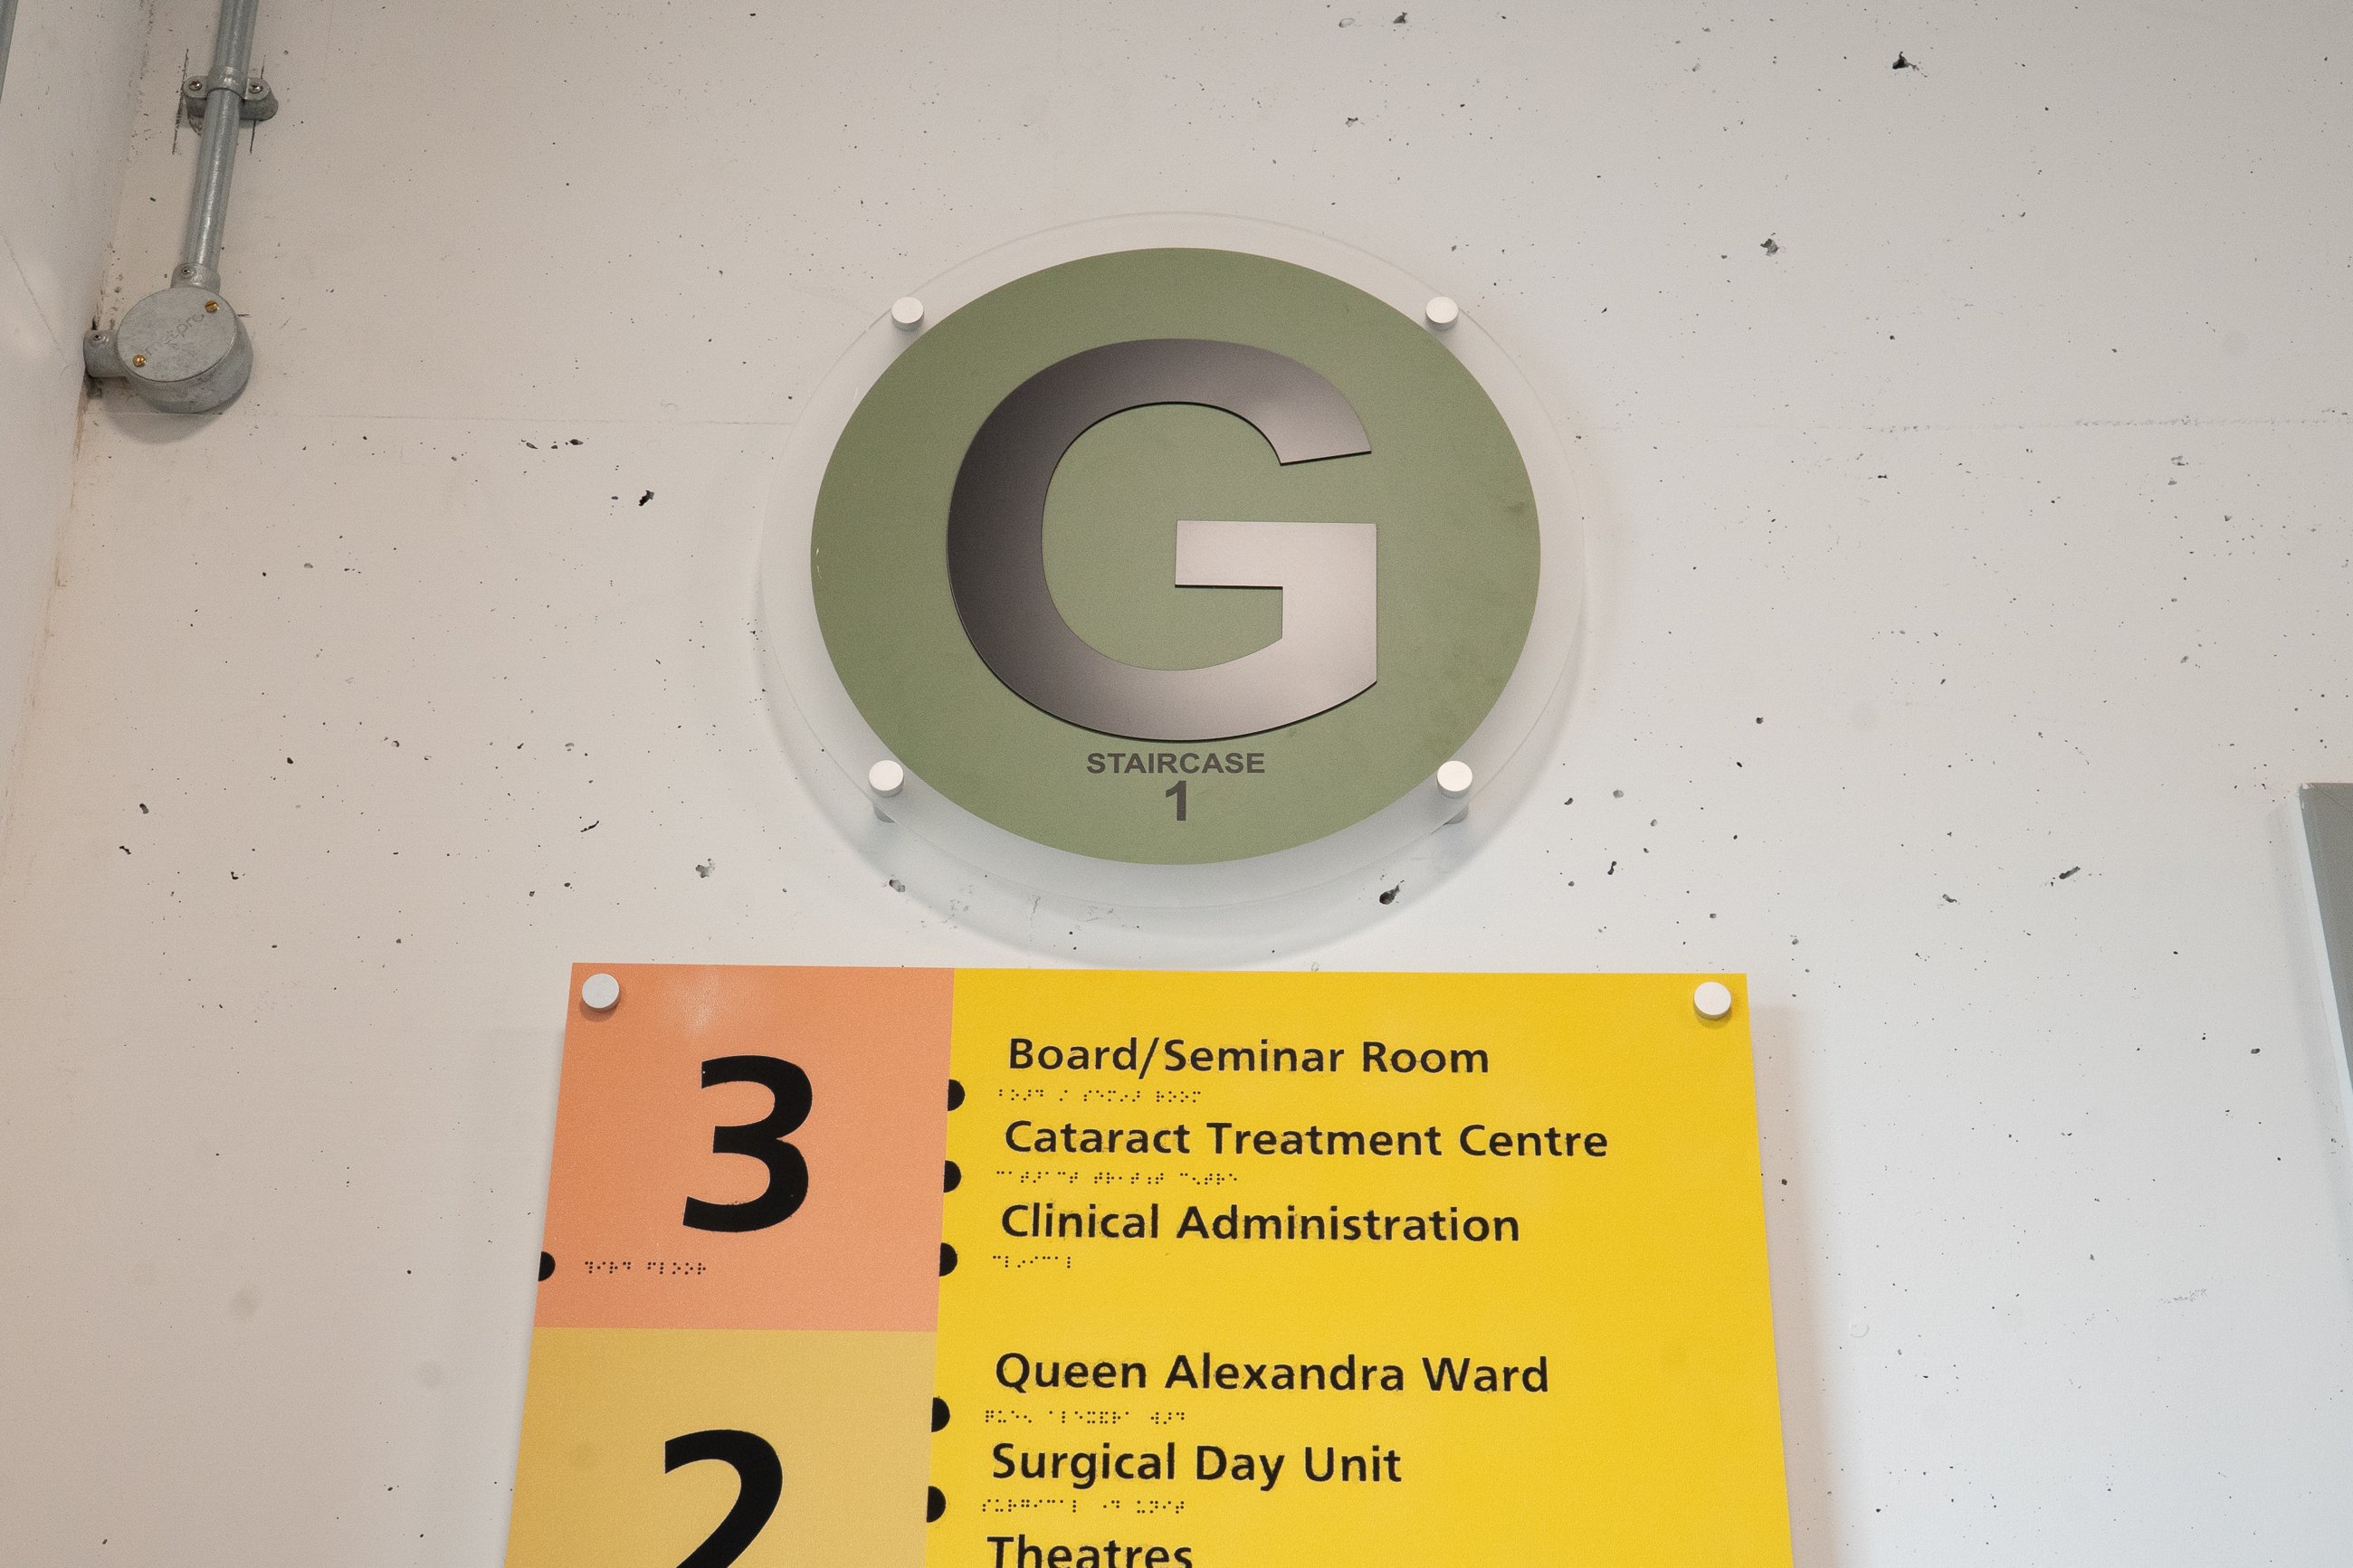 G
STAIRCASE
1
3
Board/Seminar Room
Cataract Treatment Centre
Clinical Administration
2
Queen Alexandra Ward
Surgical Day Unit
Theatres